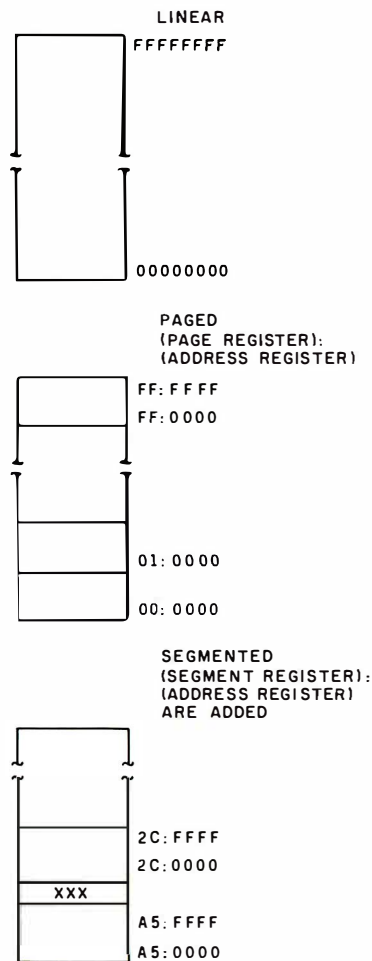 LINEAR
FFFFFFFF
00000000
PAGED
(PAGE REGISTER):
(ADDRESS REGISTER)
FF:FFFF
FF:0000
01:0000
00:0000
SEGMENTED
(SEGMENT REGISTER):
(ADDRESS REGISTER)
ARE ADDED
2C:FFFF
2C:0000
XXX
A5:FFFF
A5:0000